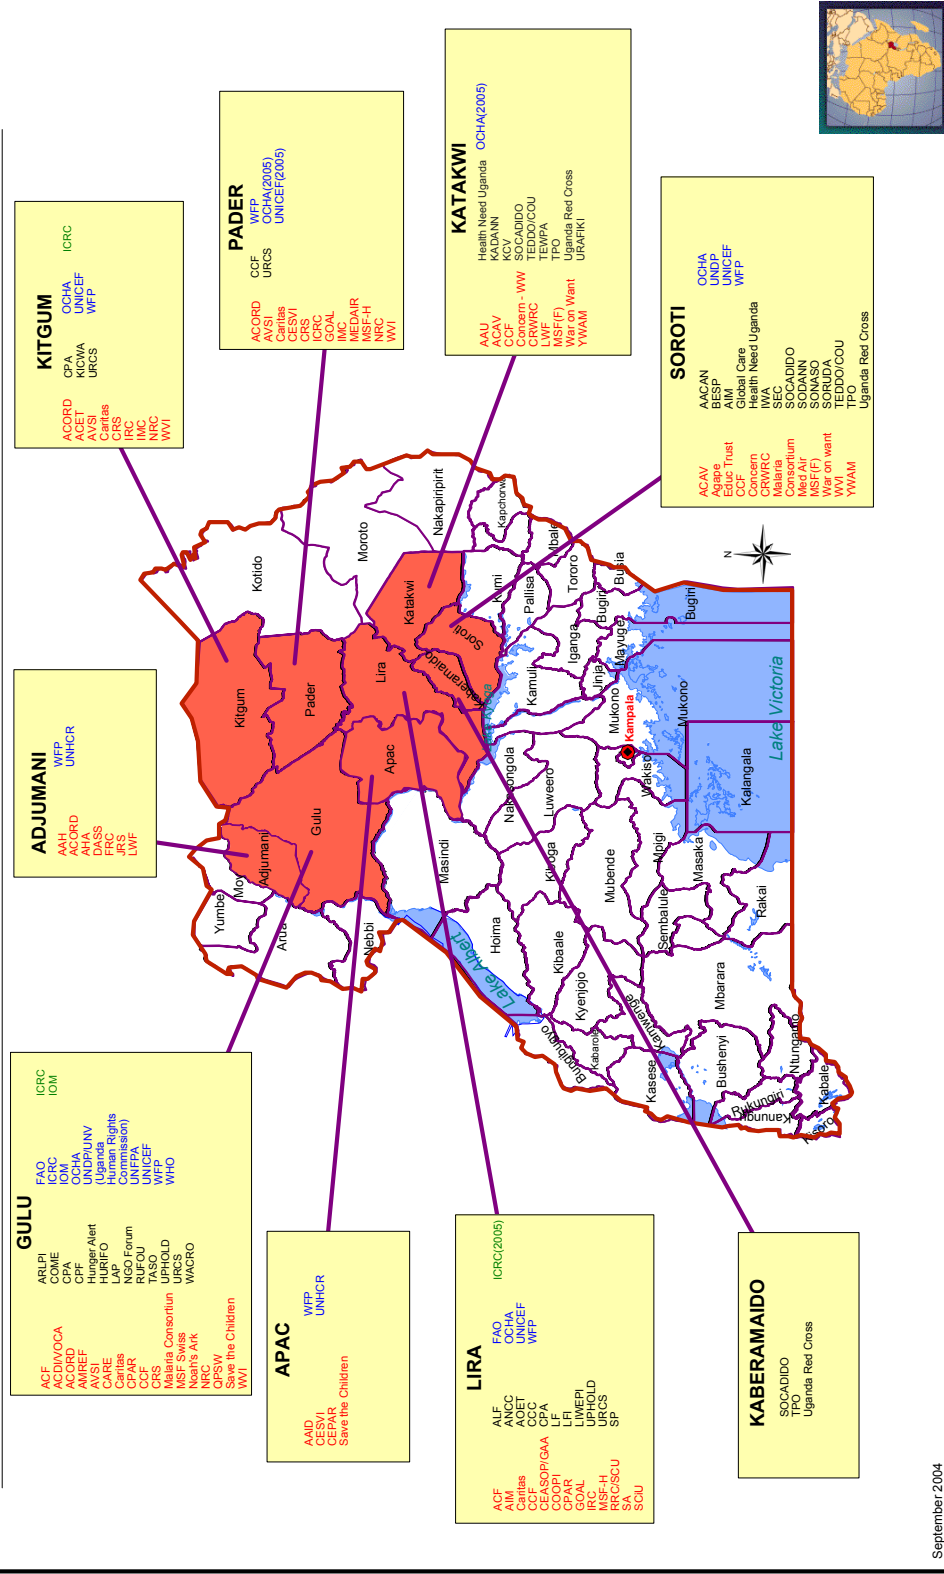 GULU
ACF
ACDI/VOCA
ACORD
AMREF
AVSI
CARE
Caritas
CPAR
CCF
CRS
Malaria Consortiun
MSF Swiss
Noah's Ark
NRC
QPSW
Save the Children
WVI
ARLPI
COME
CPA
CPF
Hunger Alert
HURIFO
LAP
NGO Forum
RUFOU
TASO
UPHOLD
URCS
WACRO
FAO
ICRC
IOM
OCHA
UNDP/UNV
(Uganda
Human Rights
Commission)
UNFPA
UNICEF
WFP
WHO
ICRC
IOM
ADJUMANI
AAH
ACORD
AHA
DASS
FRC
JRS
LWF
WFP
UNHCR
KITGUM
ACORD
ACET
AVSI
Caritas
CRS
IRC
IMC
NRC
WVI
CPA
KICWA
URCS
OCHA
UNICEF
WFP
ICRC
PADER
ACORD
AVSI
Caritas
CESVI
CRS
ICRC
GOAL
IMC
MEDAIR
MSF-H
NRC
WVI
CCF
URCS
WFP
OCHA(2005)
UNICEF(2005)
APAC
AAID
CESVI
CEPAR
Save the Children
WFP
UNHCR
KATAKWI
AAU
ACAV
CCF
Concern - WW
CRWRC
LWF
MSF(F)
War on Want
YWAM
Health Need Uganda
KADANN
KCV
SOCADIDO
TEDDO/COU
TEWPA
TPO
Uganda Red Cross
URAFIKI
OCHA(2005)
LIRA
ACF
AIM
Caritas
CCF
CEASOP/GAA
COOPI
CPAR
GOAL
IRC
MSF-H
RRC/SCU
SA
SCiU
ALF
ANCC
AOET
CCC
CPA
LF
LFI
LIWEPI
UPHOLD
URCS
SP
FAO
OCHA
UNICEF
WFP
ICRC(2005)
SOROTI
ACAV
Agape
Educ Trust
CCF
Concern
CRWRC
Malaria
Consortium
Med Air
MSF(F)
War on want
WVI
YWAM
AACAN
BESP
AIM
Global Care
Health Need Uganda
IWA
SEC
SOCADIDO
SODANN
SONASO
SORUDA
TEDDO/COU
TPO
Uganda Red Cross
OCHA
UNDP
UNICEF
WFP
KABERAMAIDO
SOCADIDO
TPO
Uganda Red Cross
Yumbe
Moy
Adjumani
Arua
Nebbi
Gulu
Kitgum
Pader
Kotido
Moroto
Nakapiripirit
Apac
Lira
Katakwi
Soroti
Kaberamaido
Kapchorwa
Kumi
Pallisa
Mbale
Tororo
Busia
Bugiri
Iganga
Kamuli
Jinja
Mayuge
Bugiri
Mukono
Kampala
Mukono
Wakiso
Nakasongola
Luweero
Masindi
Hoima
Lake Albert
Kibaale
Kyenjojo
Mubende
Mpigi
Masaka
Sembabule
Kalangala
Lake Victoria
Rakai
Mbarara
Kamwenge
Kabarole
Bundibugyo
Kasese
Bushenyi
Rukungiri
Kanungu
Ntungamo
Kabale
Kisoro
N
September 2004